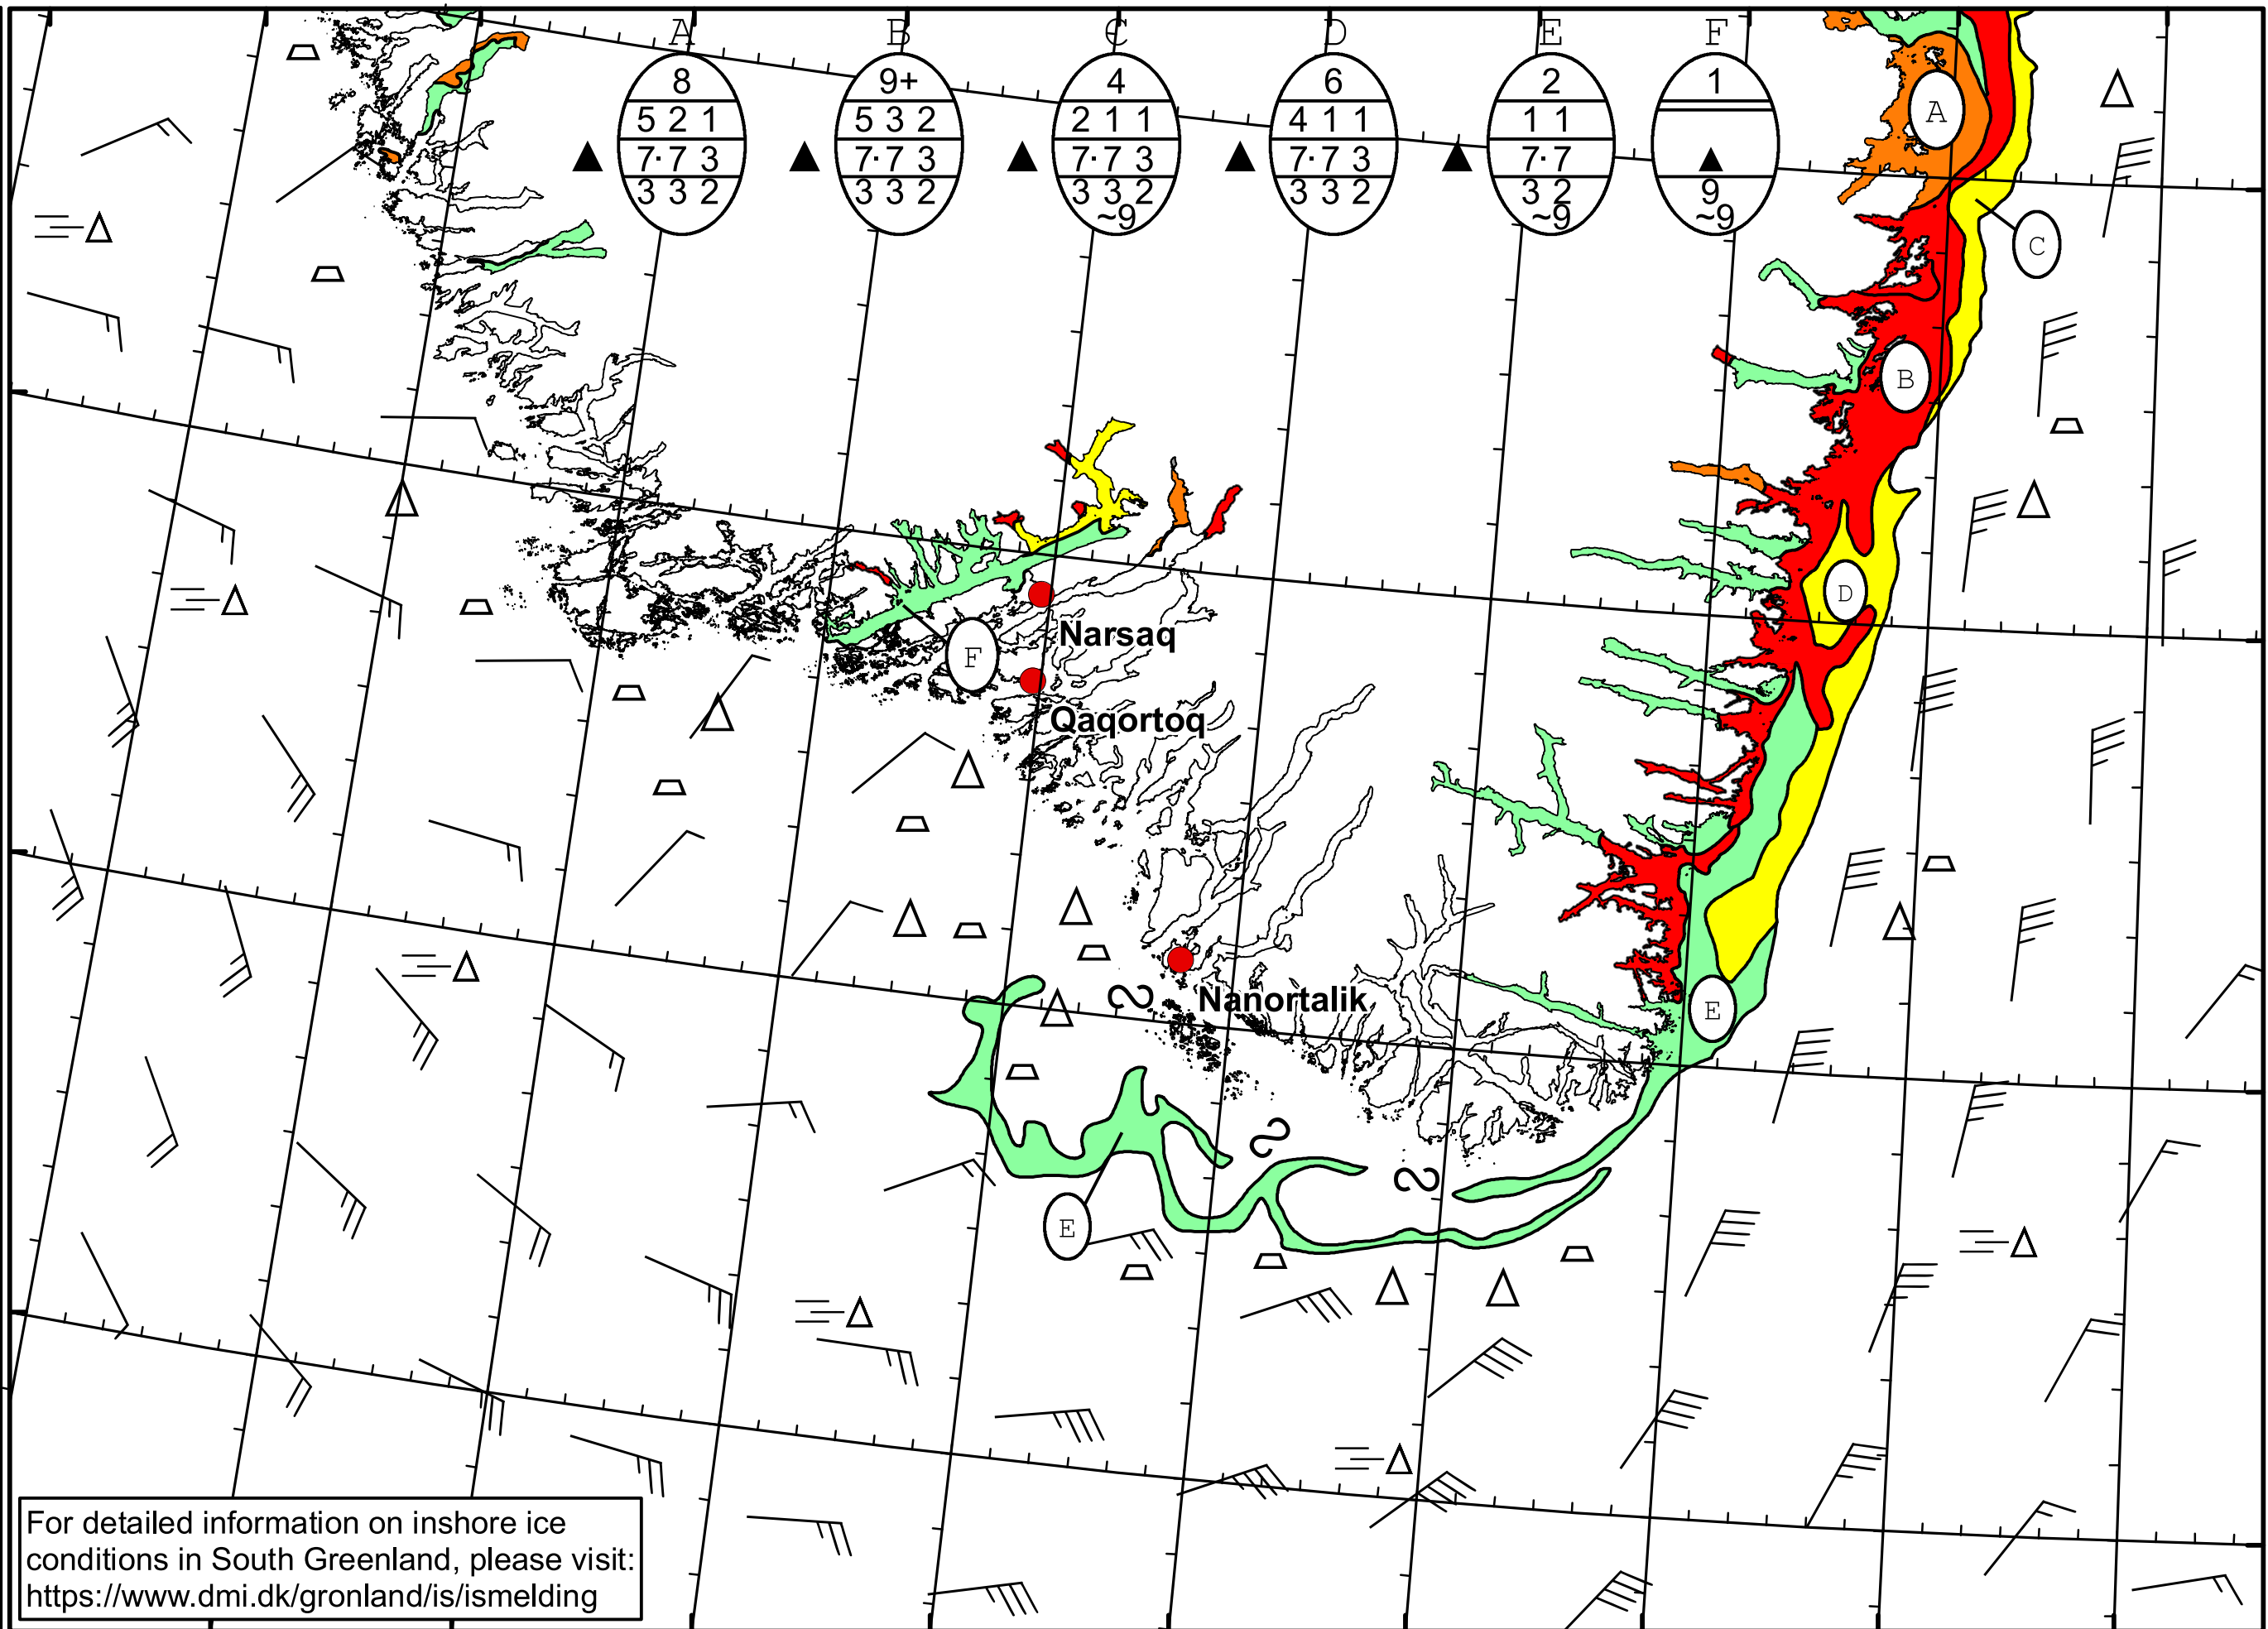 A B C D E F
8 9+ 4 6 2 1
5 2 1 5 3 2 2 1 1 4 1 1 1 1
7·7 3 7·7 3 7·7 3 7·7 3 7·7
3 3 2 3 3 2 3 3 2 3 3 2 3 2 9
~9 ~9 ~9
A
C
B
D
F
Narsaq
Qaqortoq
Nanortalik
E
E
For detailed information on inshore ice
conditions in South Greenland, please visit:
https://www.dmi.dk/gronland/is/ismelding